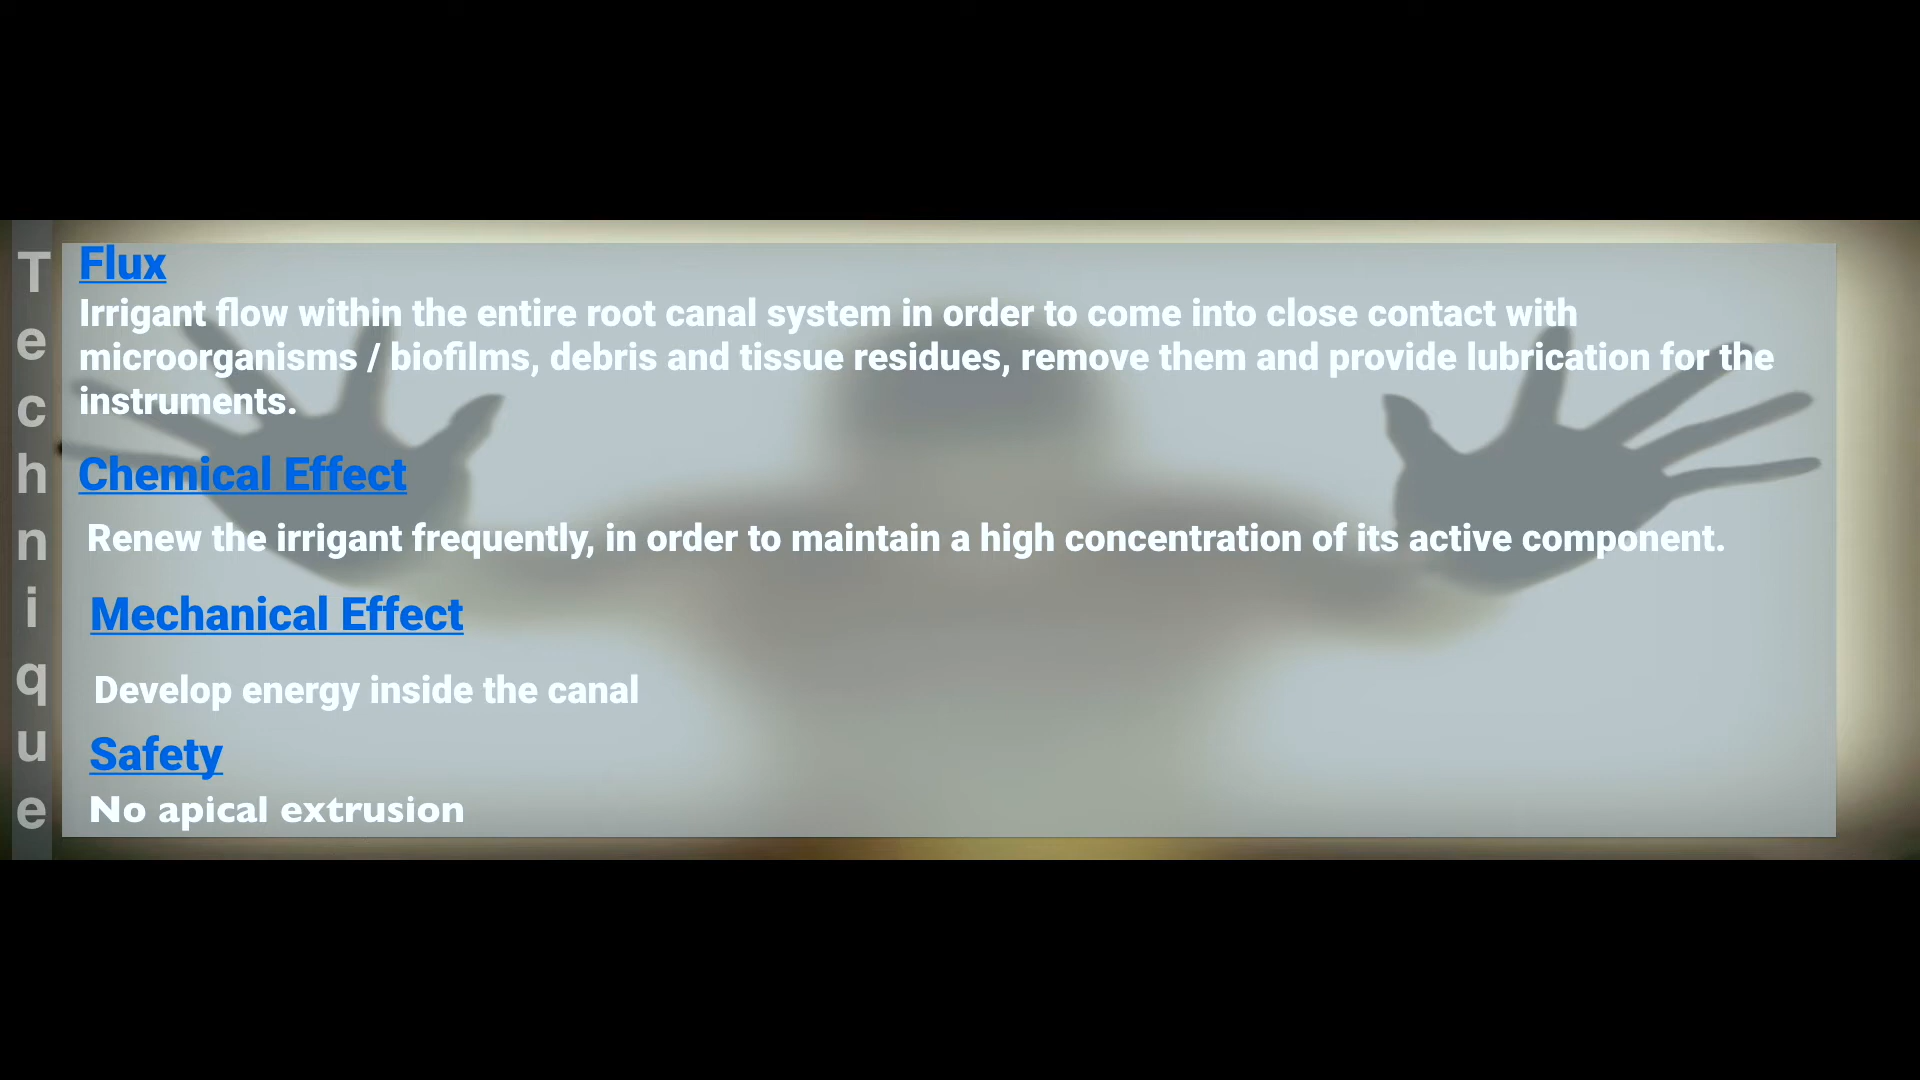 Technique
Flux
Irrigant flow within the entire root canal system in order to come into close contact with
microorganisms / biofilms, debris and tissue residues, remove them and provide lubrication for the
instruments.
Chemical Effect
Renew the irrigant frequently, in order to maintain a high concentration of its active component.
Mechanical Effect
Develop energy inside the canal
Safety
No apical extrusion